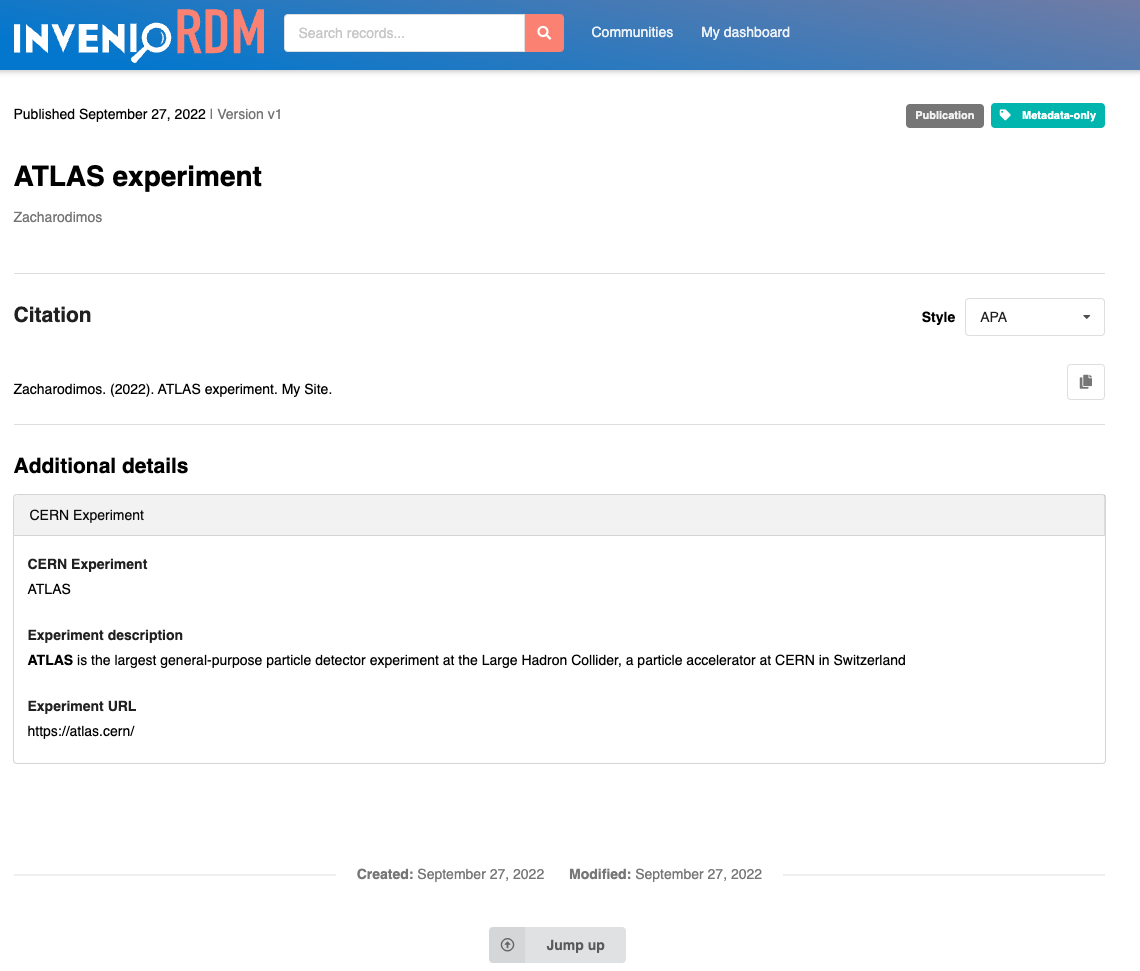 INVENIORDM
Search records...
Communities
My dashboard
Published September 27, 2022 | Version v1
Publication
Metadata-only
ATLAS experiment
Zacharodimos
Citation
Style
APA
Zacharodimos. (2022). ATLAS experiment. My Site.
Additional details
CERN Experiment
CERN Experiment
ATLAS
Experiment description
ATLAS is the largest general-purpose particle detector experiment at the Large Hadron Collider, a particle accelerator at CERN in Switzerland
Experiment URL
https://atlas.cern/
Created: September 27, 2022
Modified: September 27, 2022
Jump up